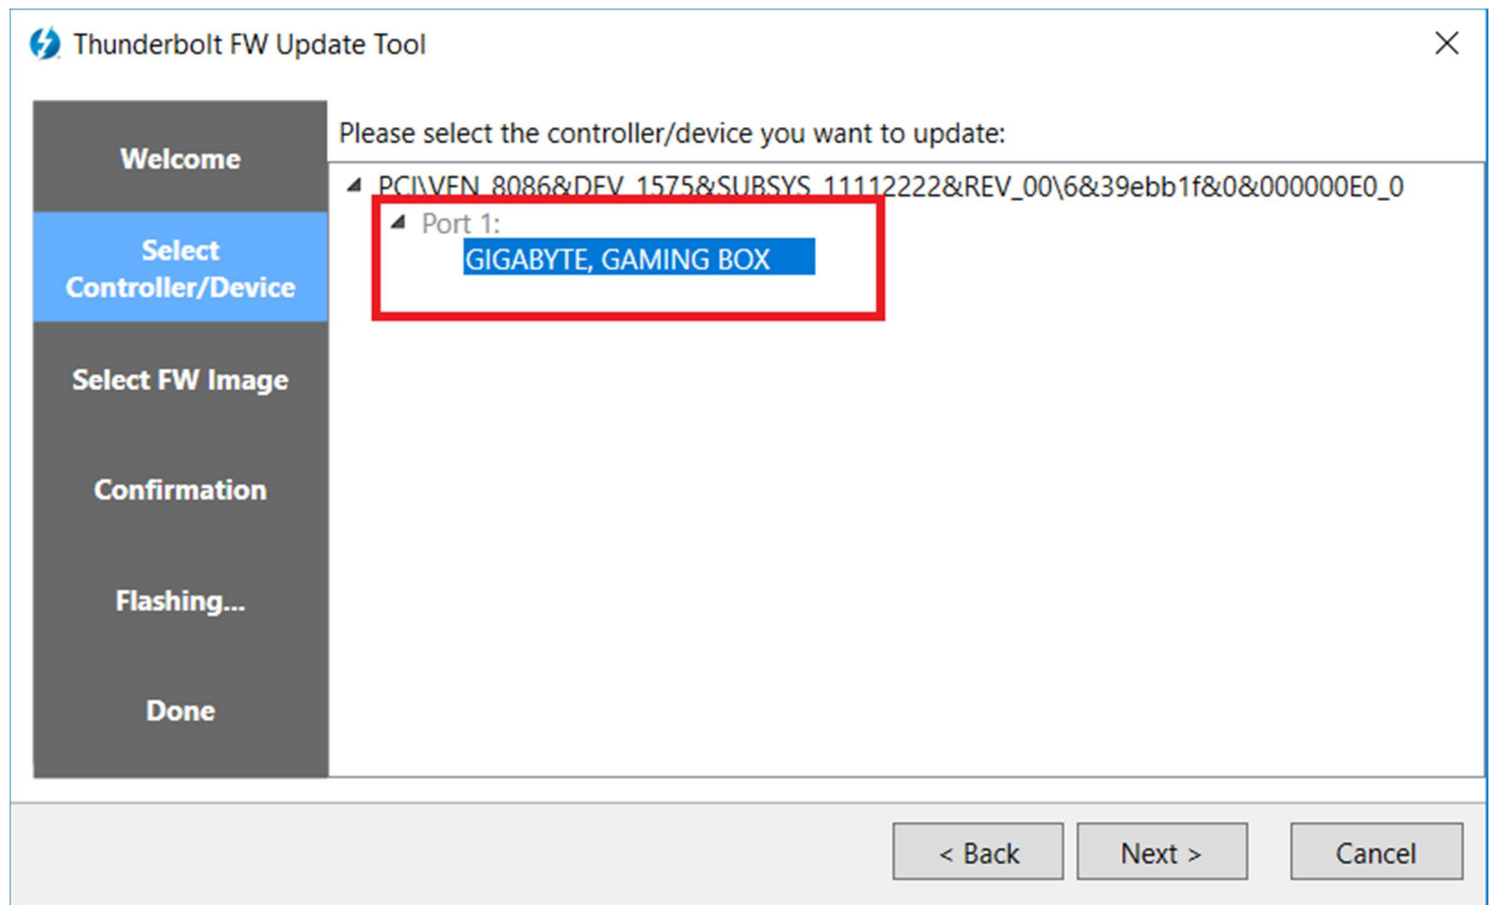 Thunderbolt FW Update Tool
Welcome
Select
Controller/Device
Select FW Image
Confirmation
Flashing...
Done
Please select the controller/device you want to update:
PCI\VEN_8086&DEV_1575&SUBSYS_11112222&REV_00\6&39ebb1f&0&000000E0_0
Port 1:
GIGABYTE, GAMING BOX
< Back
Next >
Cancel